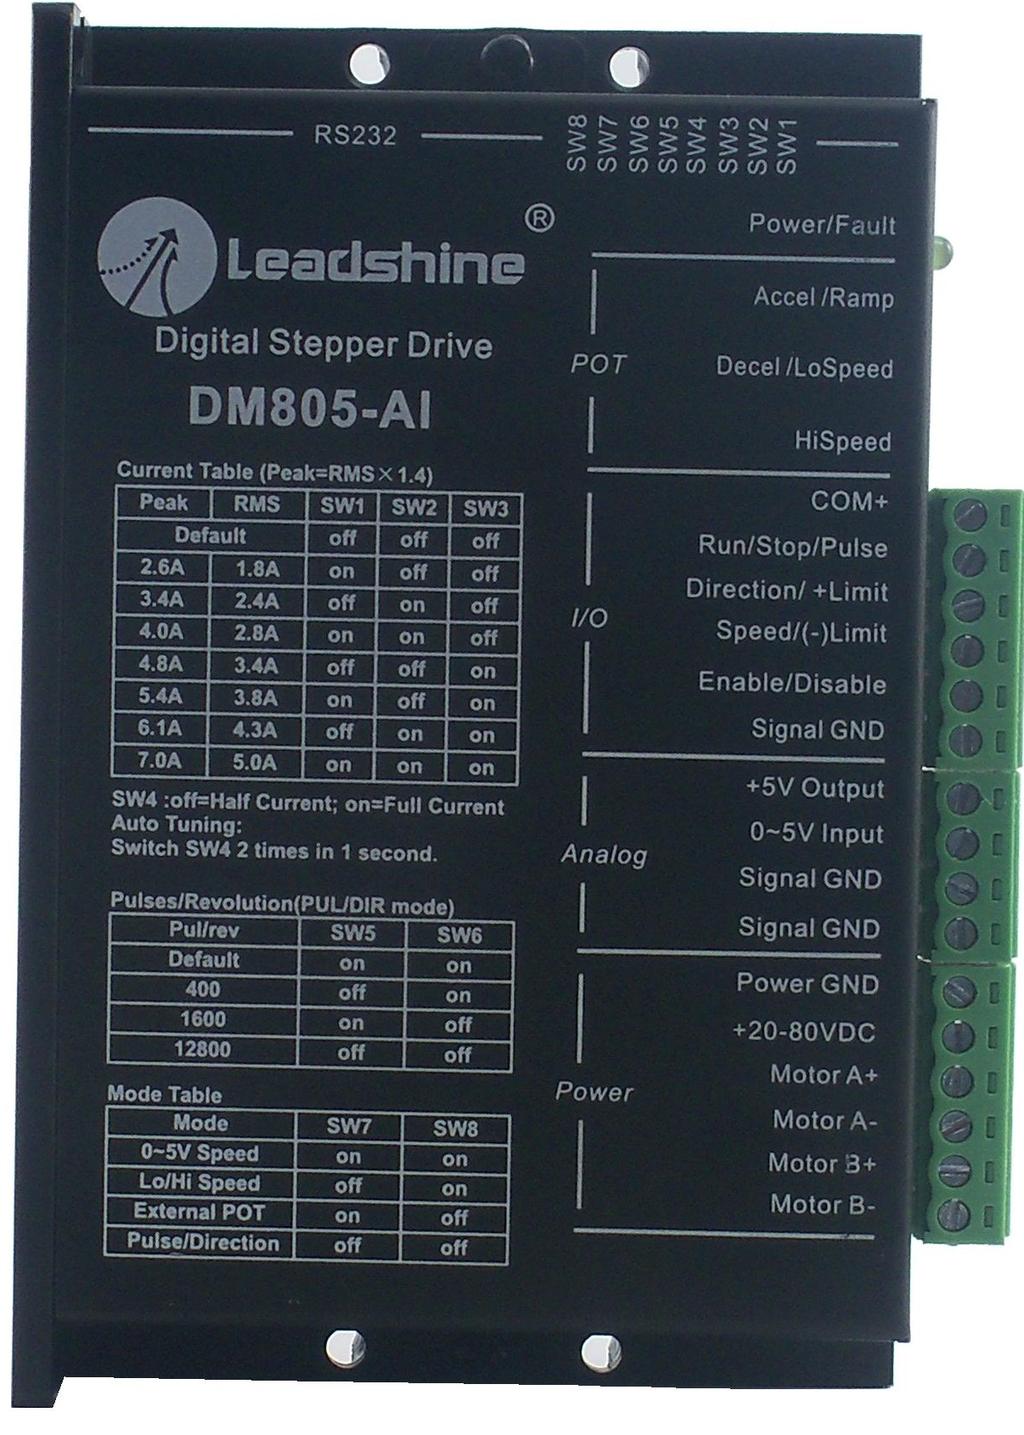 RS232
SW8 SW7 SW6 SW5 SW4 SW3 SW2 SW1
Leadshine ®
Digital Stepper Drive
DM805-AI
Current Table (Peak=RMS×1.4)
Peak RMS SW1 SW2 SW3
Default off off off
2.6A 1.8A on off off
3.4A 2.4A off on off
4.0A 2.8A on on off
4.8A 3.4A off off on
5.4A 3.8A on off on
6.1A 4.3A off on on
7.0A 5.0A on on on
SW4 :off=Half Current; on=Full Current
Auto Tuning:
Switch SW4 2 times in 1 second.
Pulses/Revolution(PUL/DIR mode)
Pul/rev SW5 SW6
Default on on
400 off on
1600 on off
12800 off off
Mode Table
Mode SW7 SW8
0~5V Speed on on
Lo/Hi Speed off on
External POT on off
Pulse/Direction off off
Power/Fault
POT
Accel /Ramp
Decel /LoSpeed
HiSpeed
I/O
COM+
Run/Stop/Pulse
Direction/ +Limit
Speed/(-)Limit
Enable/Disable
Signal GND
Analog
+5V Output
0~5V Input
Signal GND
Signal GND
Power
Power GND
+20-80VDC
Motor A+
Motor A-
Motor B+
Motor B-